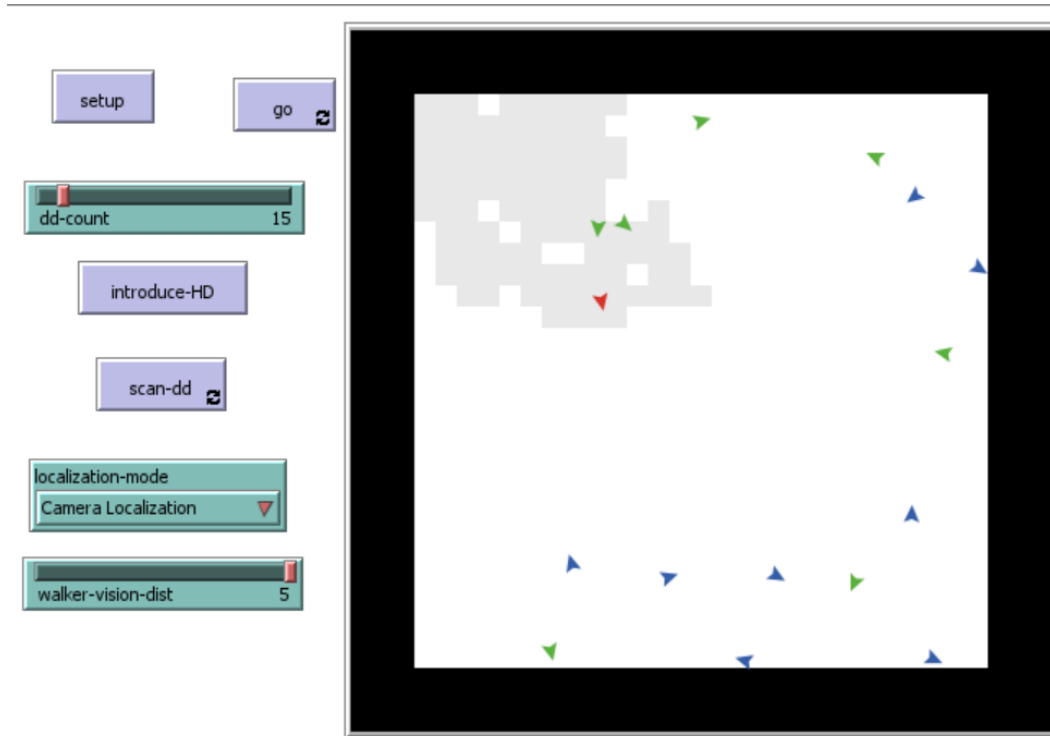 setup
go
dd-count 15
introduce-HD
scan-dd
localization-mode
Camera Localization
walker-vision-dist 5